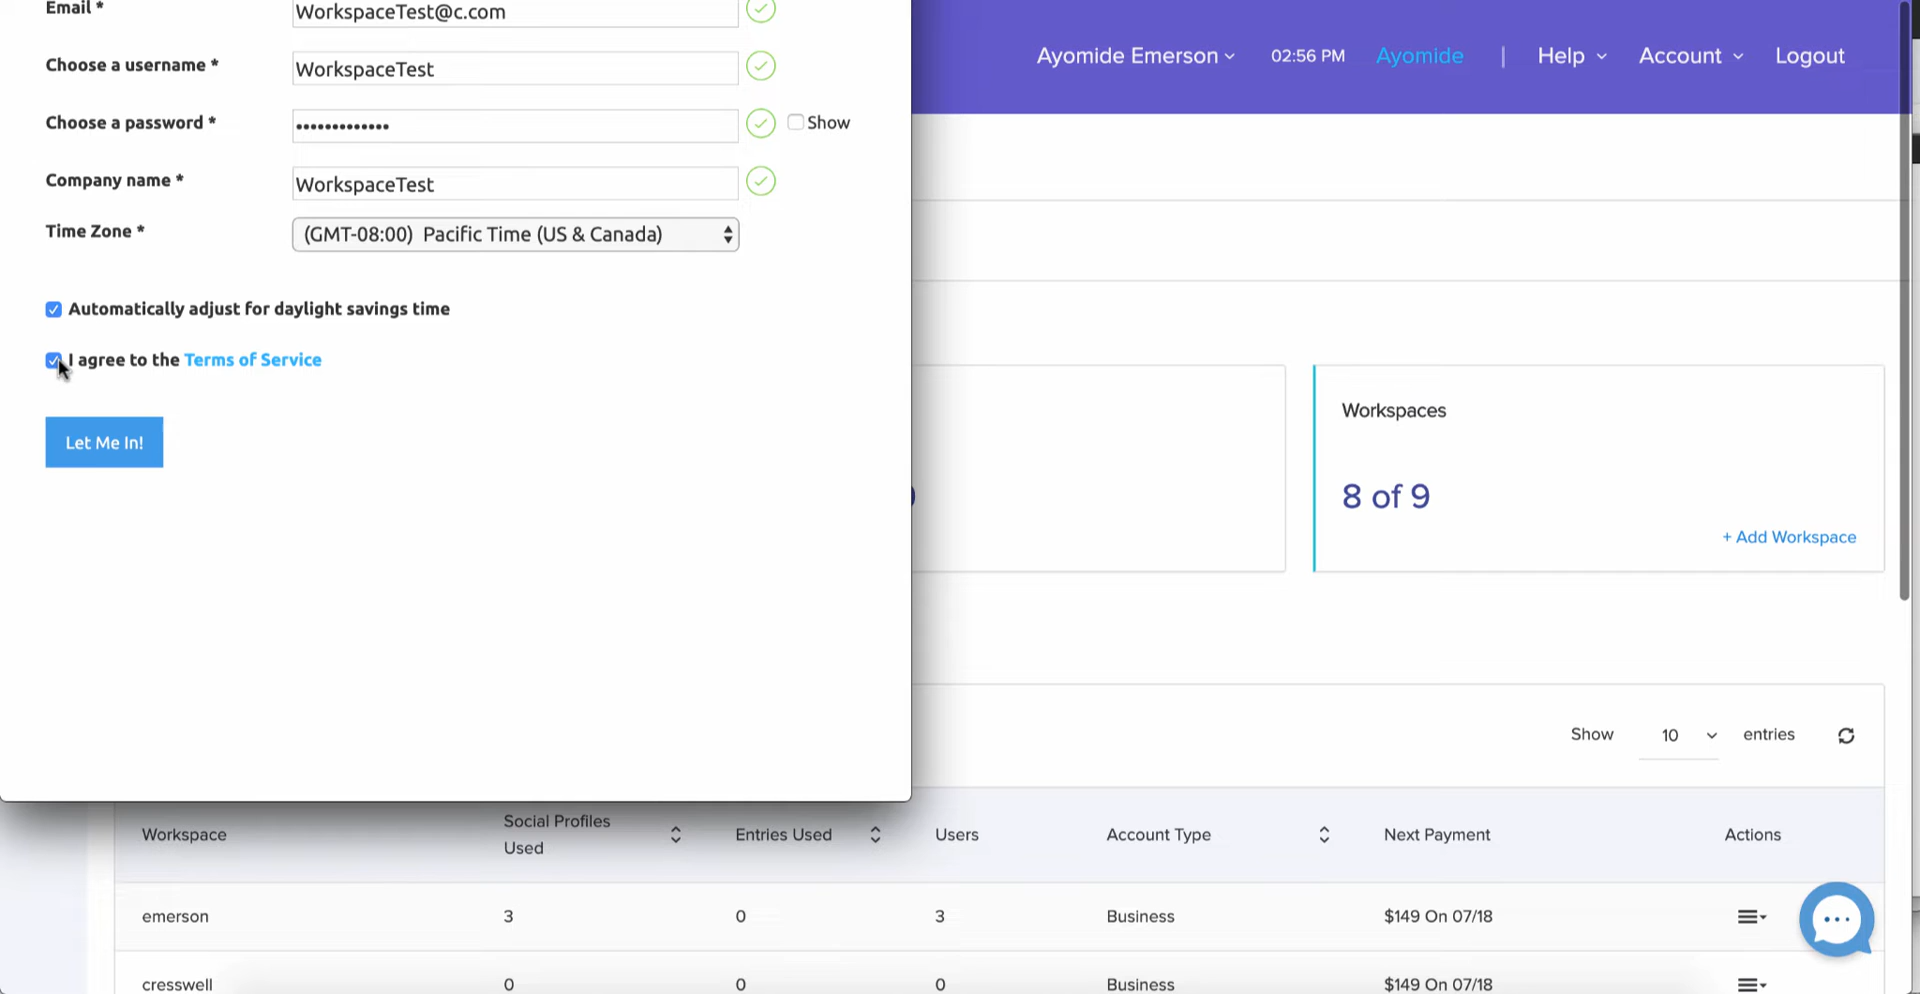 Email *
WorkspaceTest@c.com
Choose a username *
WorkspaceTest
Choose a password *
•••••••••••••
Show
Company name *
WorkspaceTest
Time Zone *
(GMT-08:00) Pacific Time (US & Canada)
Automatically adjust for daylight savings time
I agree to the Terms of Service
Let Me In!
Ayomide Emerson
02:56 PM
Ayomide
|
Help
Account
Logout
Workspaces
8 of 9
+ Add Workspace
Show 10 entries
Workspace
Social Profiles
Used
Entries Used
Users
Account Type
Next Payment
Actions
emerson 3 0 3 Business $149 On 07/18
cresswell 0 0 0 Business $149 On 07/18